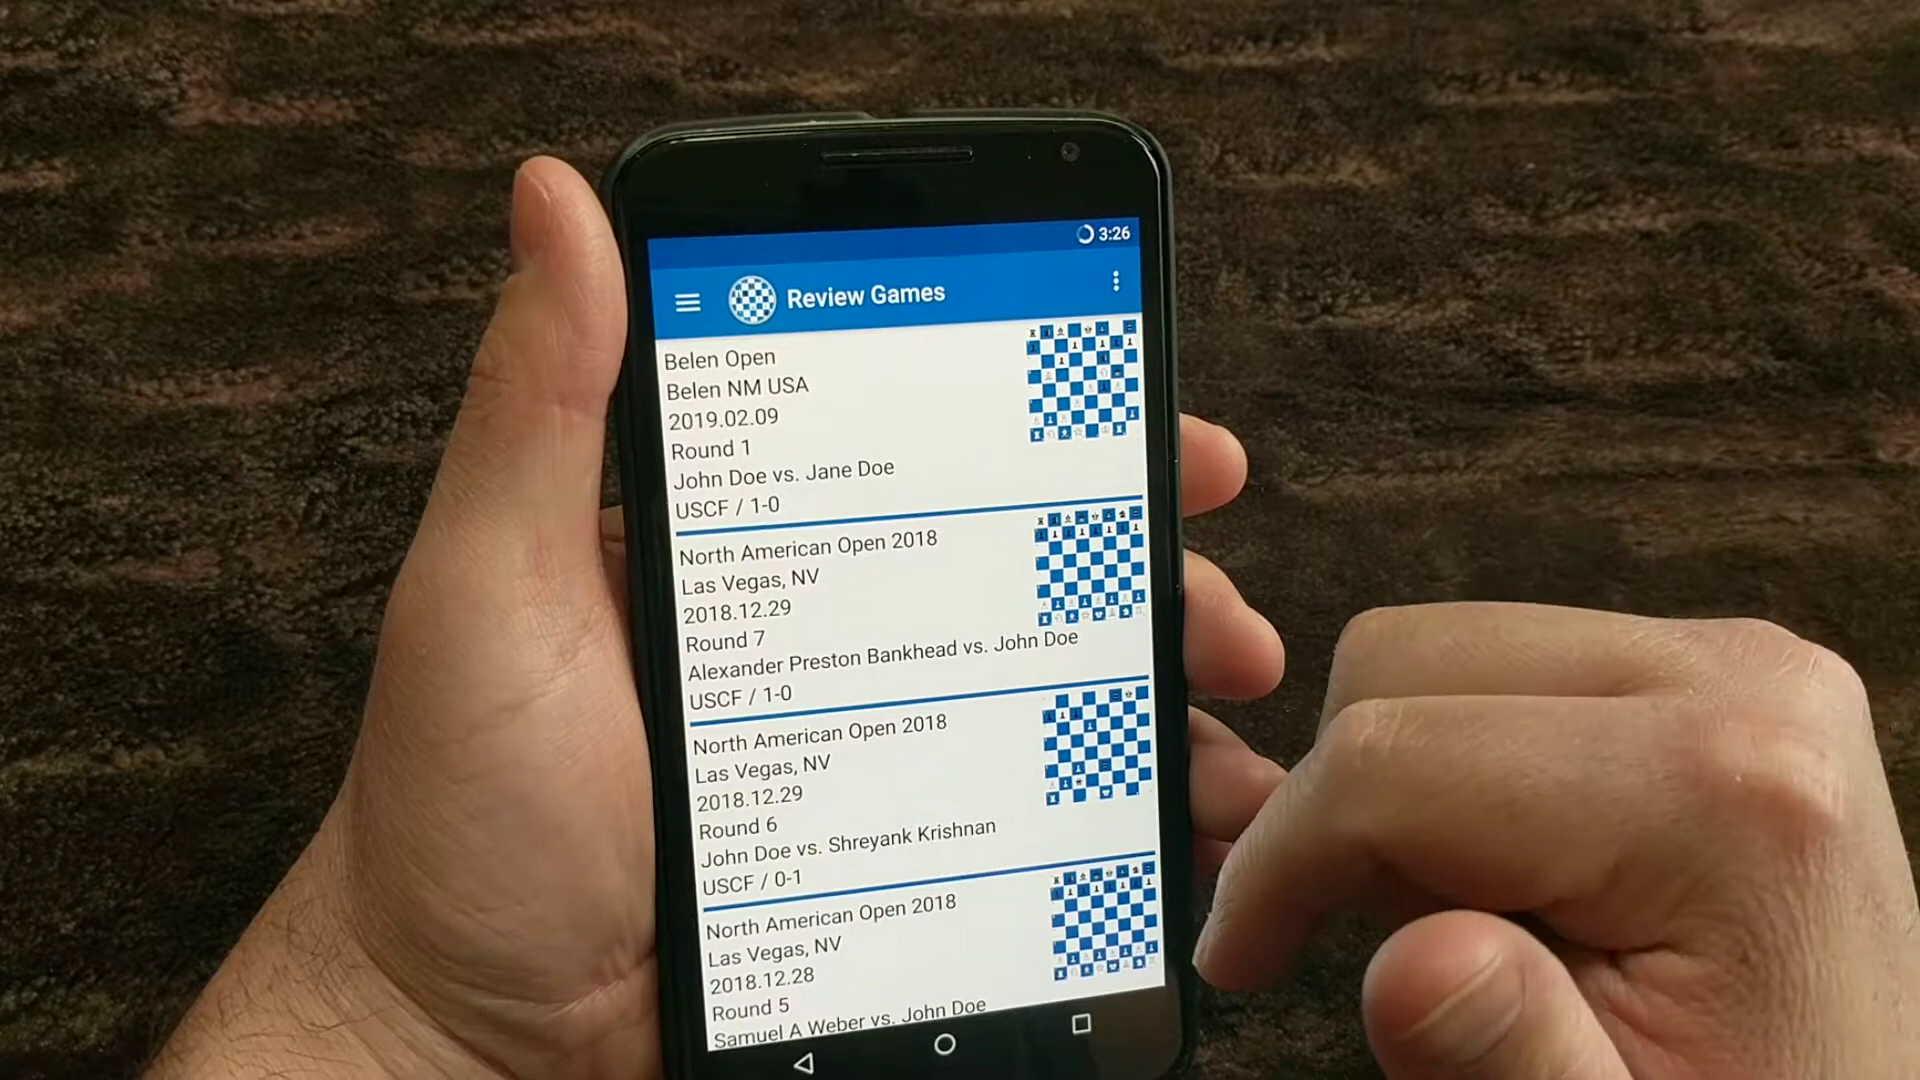 3:26
Review Games
Belen Open
Belen NM USA
2019.02.09
Round 1
John Doe vs. Jane Doe
USCF / 1-0
North American Open 2018
Las Vegas, NV
2018.12.29
Round 7
Alexander Preston Bankhead vs. John Doe
USCF / 1-0
North American Open 2018
Las Vegas, NV
2018.12.29
Round 6
John Doe vs. Shreyank Krishnan
USCF / 0-1
North American Open 2018
Las Vegas, NV
2018.12.28
Round 5
Samuel A Weber vs. John Doe